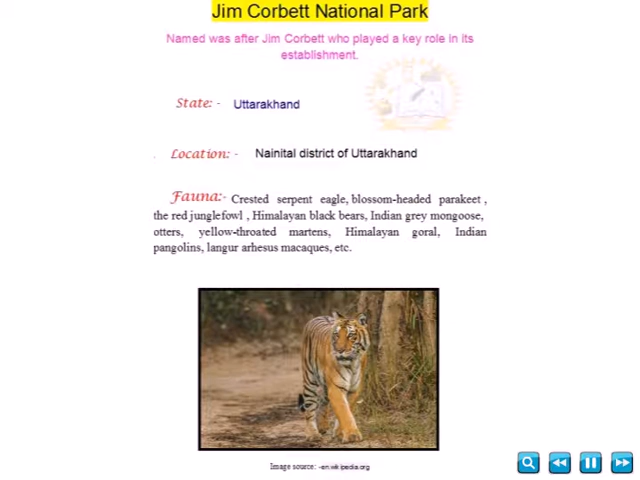 Jim Corbett National Park
Named was after Jim Corbett who played a key role in its
establishment.
State: - Uttarakhand
Location: - Nainital district of Uttarakhand
Fauna:- Crested serpent eagle, blossom-headed parakeet ,
the red junglefowl , Himalayan black bears, Indian grey mongoose,
otters, yellow-throated martens, Himalayan goral, Indian
pangolins, langur arhesus macaques, etc.
Image source: -en.wikipedia.org